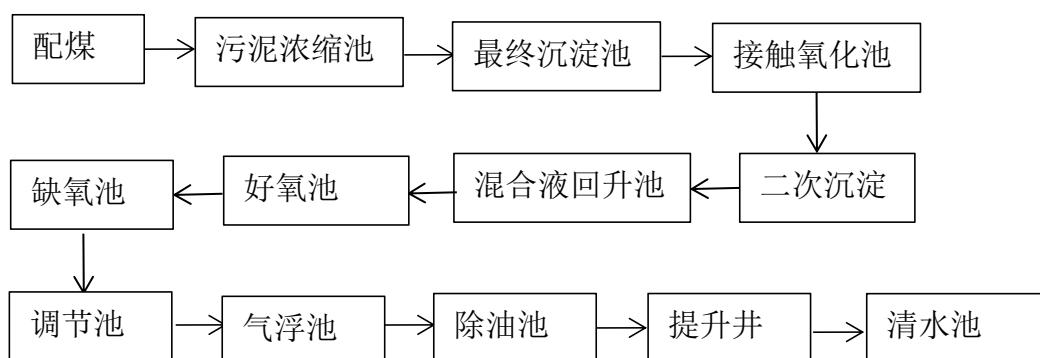 配煤
污泥浓缩池
最终沉淀池
接触氧化池
缺氧池
好氧池
混合液回升池
二次沉淀
调节池
气浮池
除油池
提升井
清水池